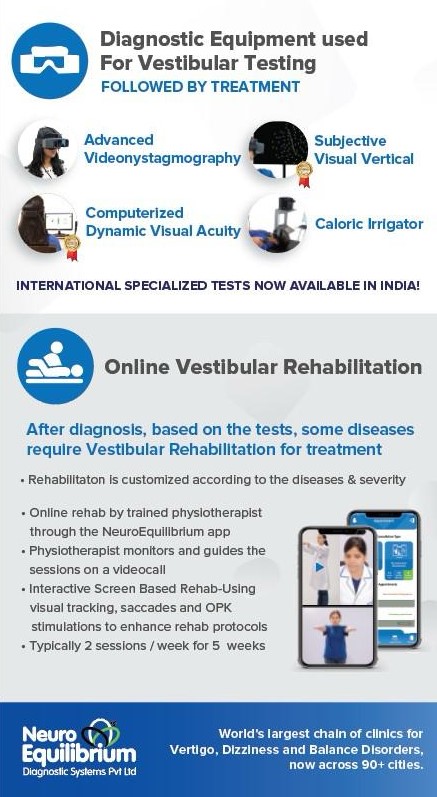 Diagnostic Equipment used
For Vestibular Testing
FOLLOWED BY TREATMENT
Advanced
Videonystagmography
Subjective
Visual Vertical
Computerized
Dynamic Visual Acuity
Caloric Irrigator
INTERNATIONAL SPECIALIZED TESTS NOW AVAILABLE IN INDIA!
Online Vestibular Rehabilitation
After diagnosis, based on the tests, some diseases
require Vestibular Rehabilitation for treatment
• Rehabilitaton is customized according to the diseases & severity
• Online rehab by trained physiotherapist
through the NeuroEquilibrium app
• Physiotherapist monitors and guides the
sessions on a videocall
• Interactive Screen Based Rehab-Using
visual tracking, saccades and OPK
stimulations to enhance rehab protocols
• Typically 2 sessions / week for 5 weeks
Neuro
Equilibrium
Diagnostic Systems Pvt Ltd
World's largest chain of clinics for
Vertigo, Dizziness and Balance Disorders,
now across 90+ cities.